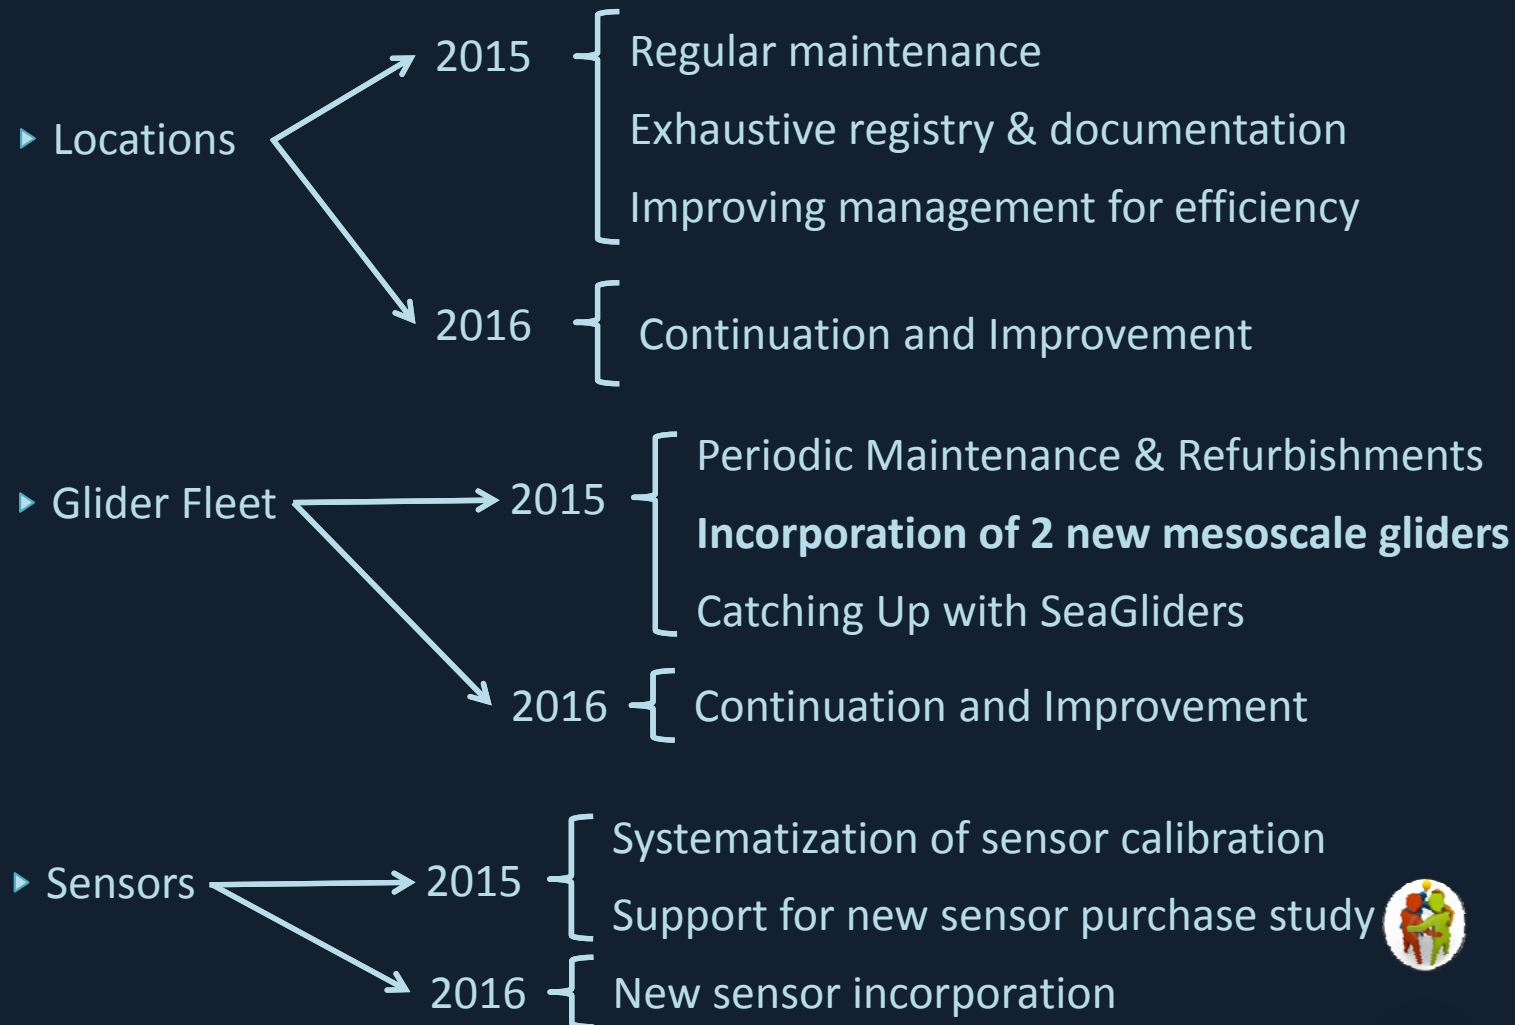 Locations
2015
Regular maintenance
Exhaustive registry & documentation
Improving management for efficiency
2016
Continuation and Improvement
Glider Fleet
2015
Periodic Maintenance & Refurbishments
Incorporation of 2 new mesoscale gliders
Catching Up with SeaGliders
2016
Continuation and Improvement
Sensors
2015
Systematization of sensor calibration
Support for new sensor purchase study
2016
New sensor incorporation